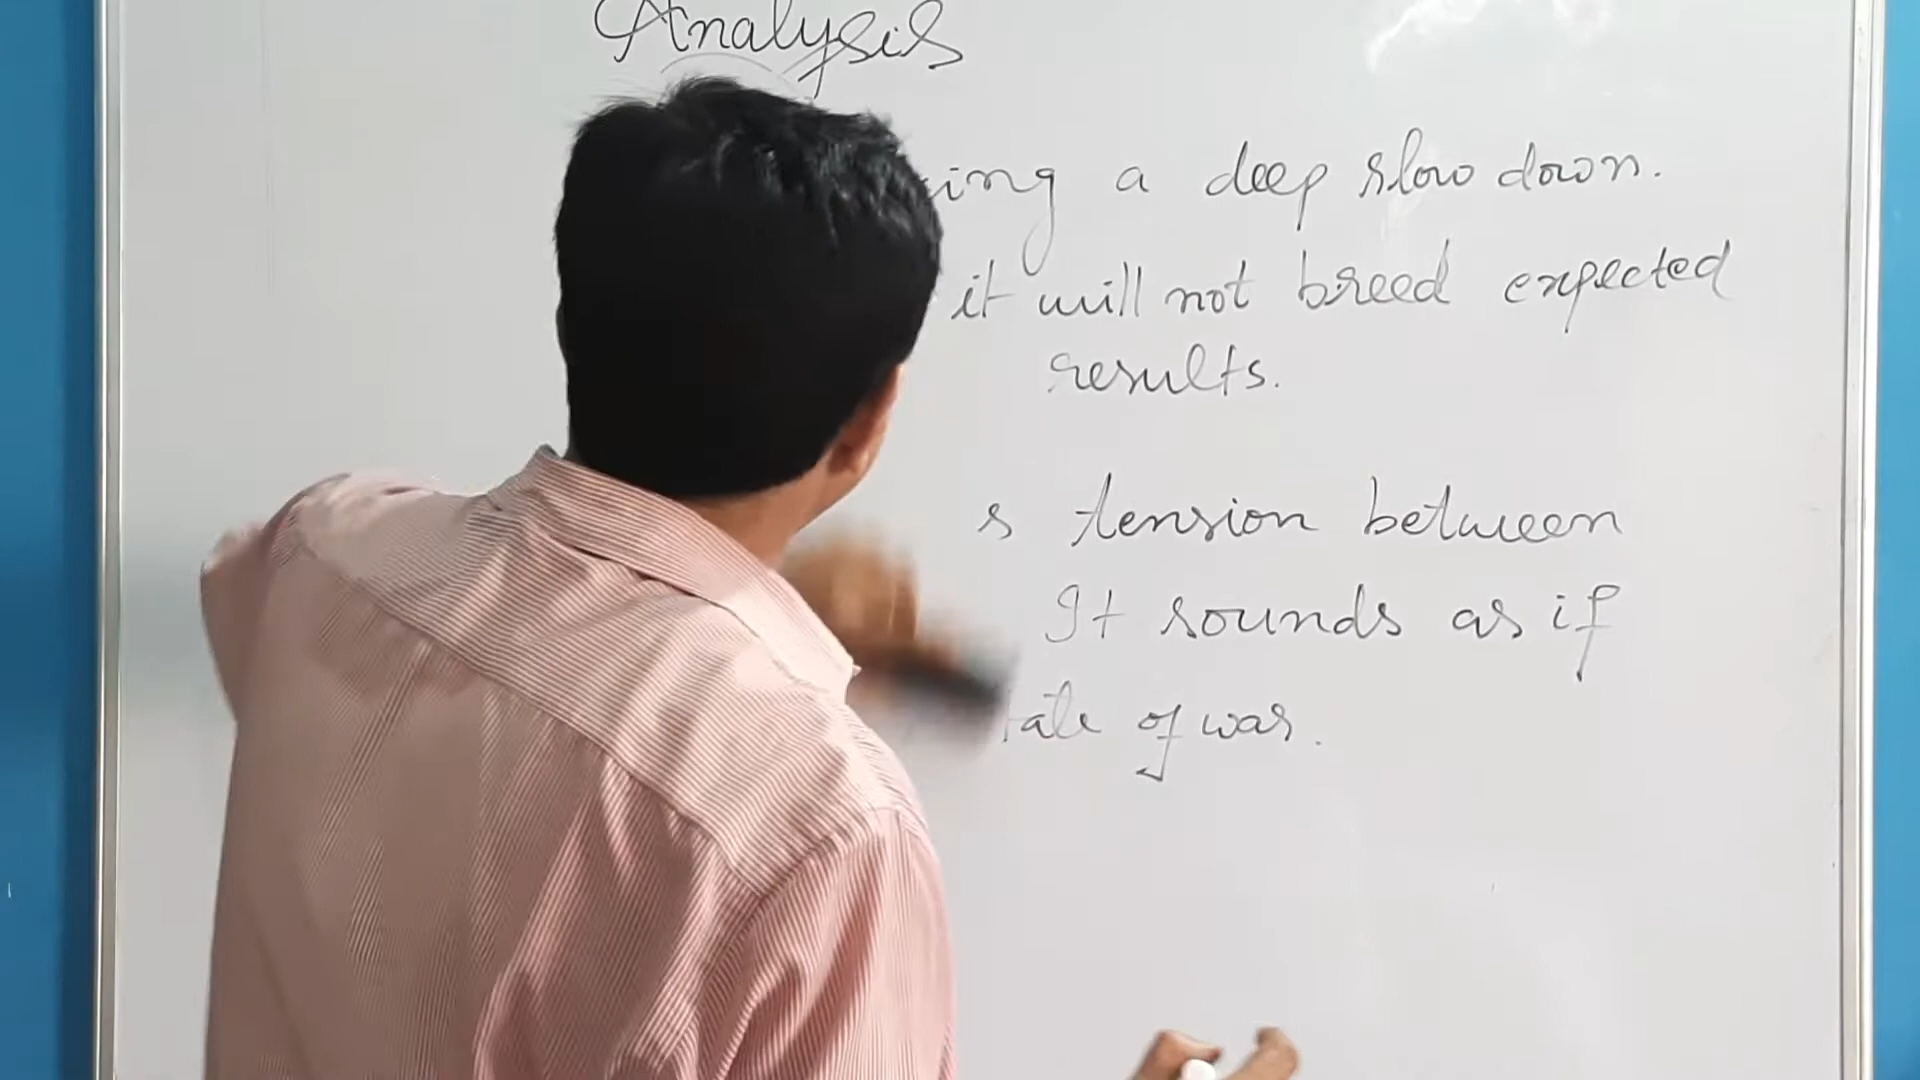 Analysis
ing a deep slow down.
it will not breed expected
results.
s tension between
It sounds as if
tate of war.